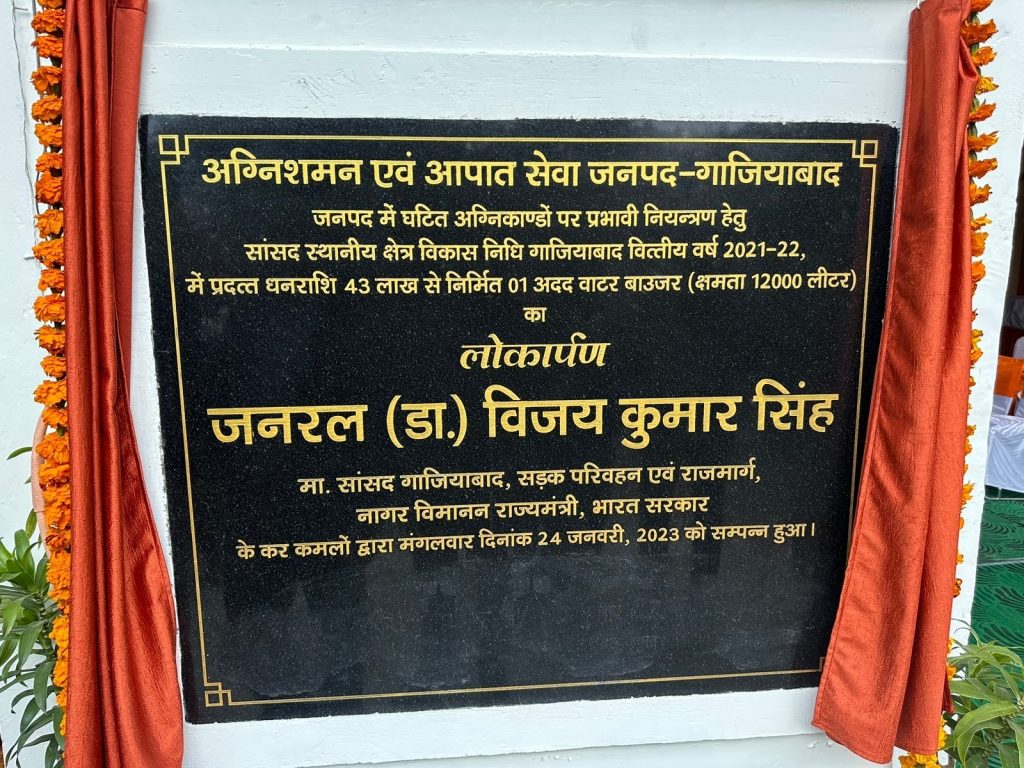 अग्निशमन एवं आपात सेवा जनपद-गाजियाबाद
जनपद में घटित अग्निकाण्डों पर प्रभावी नियन्त्रण हेतु
सांसद स्थानीय क्षेत्र विकास निधि गाजियाबाद वित्तीय वर्ष 2021-22,
में प्रदत्त धनराशि 43 लाख से निर्मित 01 अदद वाटर बाउजर (क्षमता 12000 लीटर)
का
लोकार्पण
जनरल (डा.) विजय कुमार सिंह
मा. सांसद गाजियाबाद, सड़क परिवहन एवं राजमार्ग,
नागर विमानन राज्यमंत्री, भारत सरकार
के कर कमलों द्वारा मंगलवार दिनांक 24 जनवरी, 2023 को सम्पन्न हुआ।